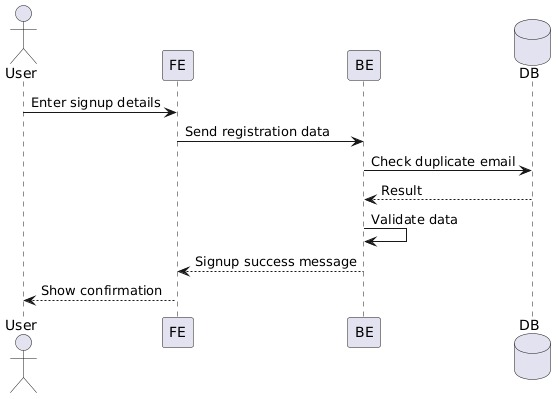 User
FE
BE
DB
Enter signup details
Send registration data
Check duplicate email
Result
Validate data
Signup success message
Show confirmation
User
FE
BE
DB